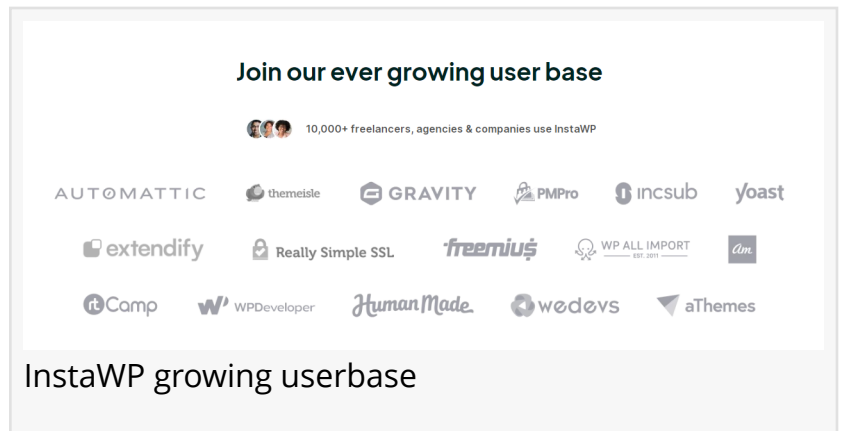 Join our ever growing user base
10,000+ freelancers, agencies & companies use InstaWP
AUTOMATTIC themeisle GRAVITY PMPro incsub yoast
extendify Really Simple SSL freemius WP ALL IMPORT am
EST. 2011
rt Camp WPDeveloper Human Made wedevs aThemes
InstaWP growing userbase